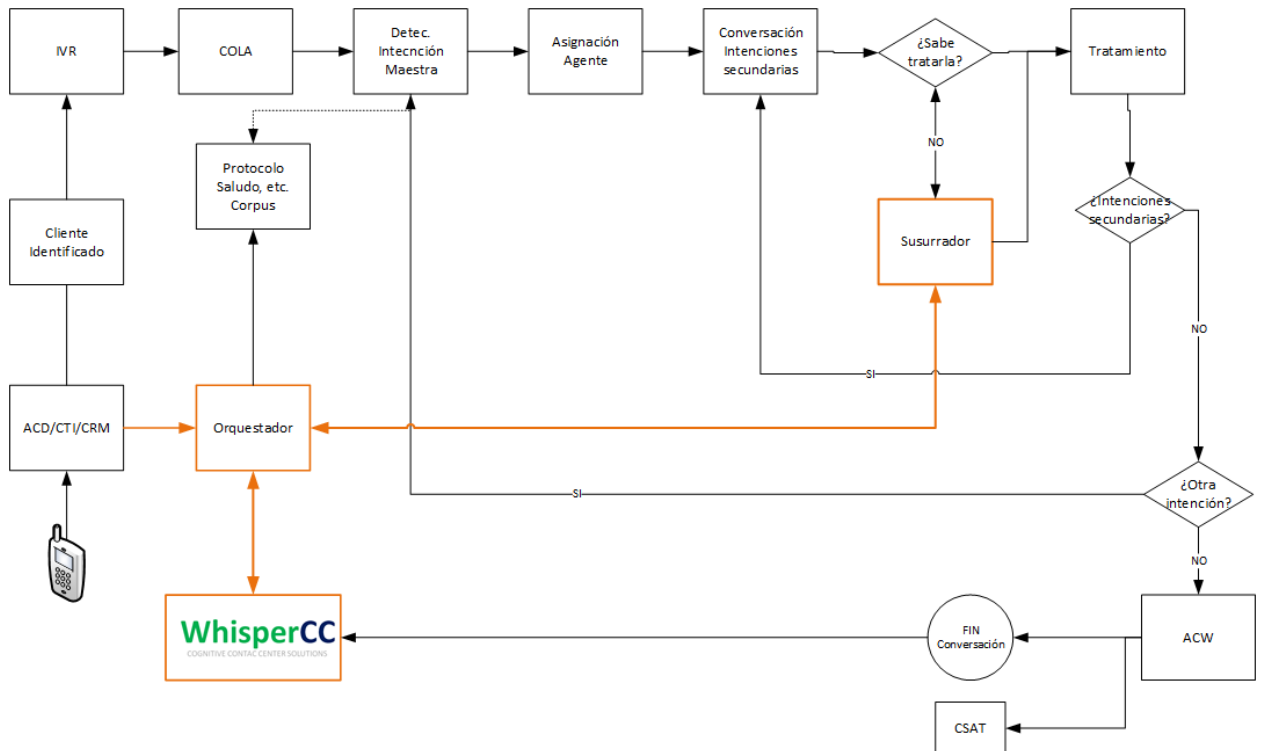 IVR
COLA
Detec.
Intecnción
Maestra
Asignación
Agente
Conversación
Intenciones
secundarias
¿Sabe
tratarla?
Tratamiento
NO
Protocolo
Saludo, etc.
Corpus
Cliente
Identificado
Susurrador
¿Intenciones
secundarias?
NO
SI
ACD/CTI/CRM
Orquestador
SI
¿Otra
intención?
NO
WhisperCC
COGNITIVE CONTAC CENTER SOLUTIONS
FIN
Conversación
ACW
CSAT